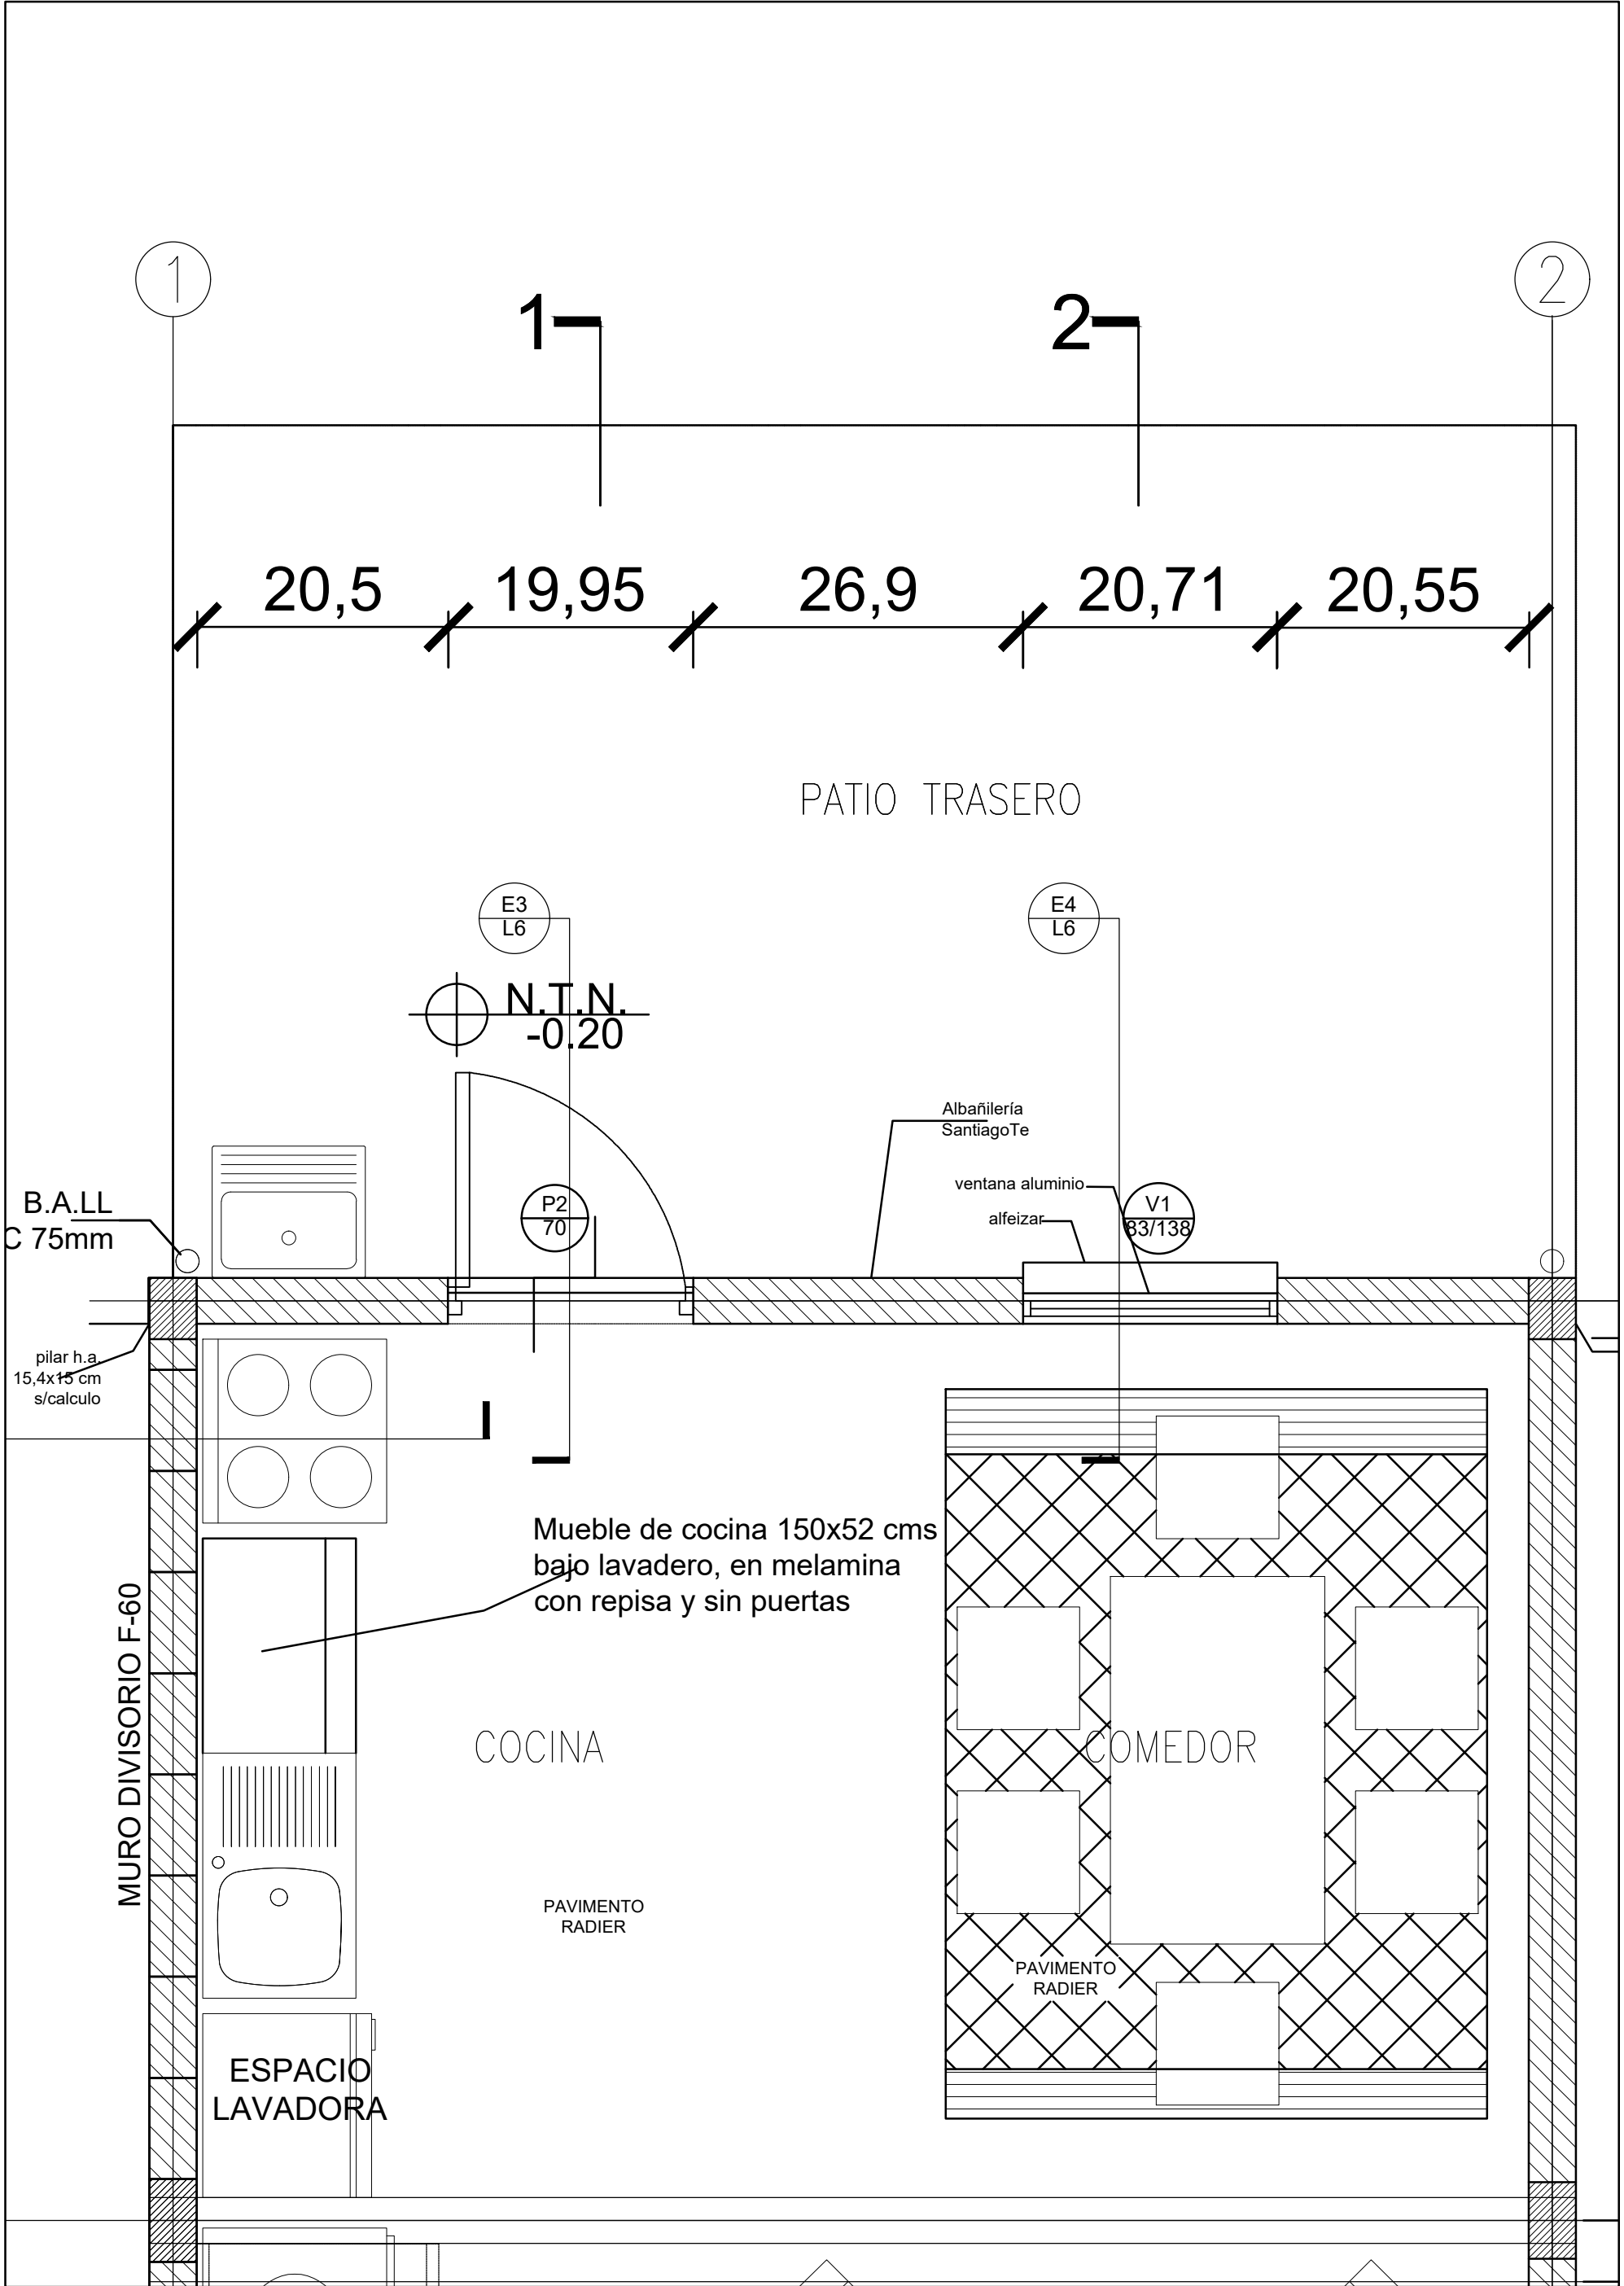 1
2
1
2
20,5
19,95
26,9
20,71
20,55
PATIO TRASERO
E3
L6
E4
L6
N.T.N.
-0.20
Albañilería
SantiagoTe
ventana aluminio
alfeizar
P2
70
V1
83/138
B.A.LL
C 75mm
pilar h.a.
15,4x15 cm
s/calculo
Mueble de cocina 150x52 cms
bajo lavadero, en melamina
con repisa y sin puertas
MURO DIVISORIO F-60
COCINA
COMEDOR
PAVIMENTO
RADIER
PAVIMENTO
RADIER
ESPACIO
LAVADORA